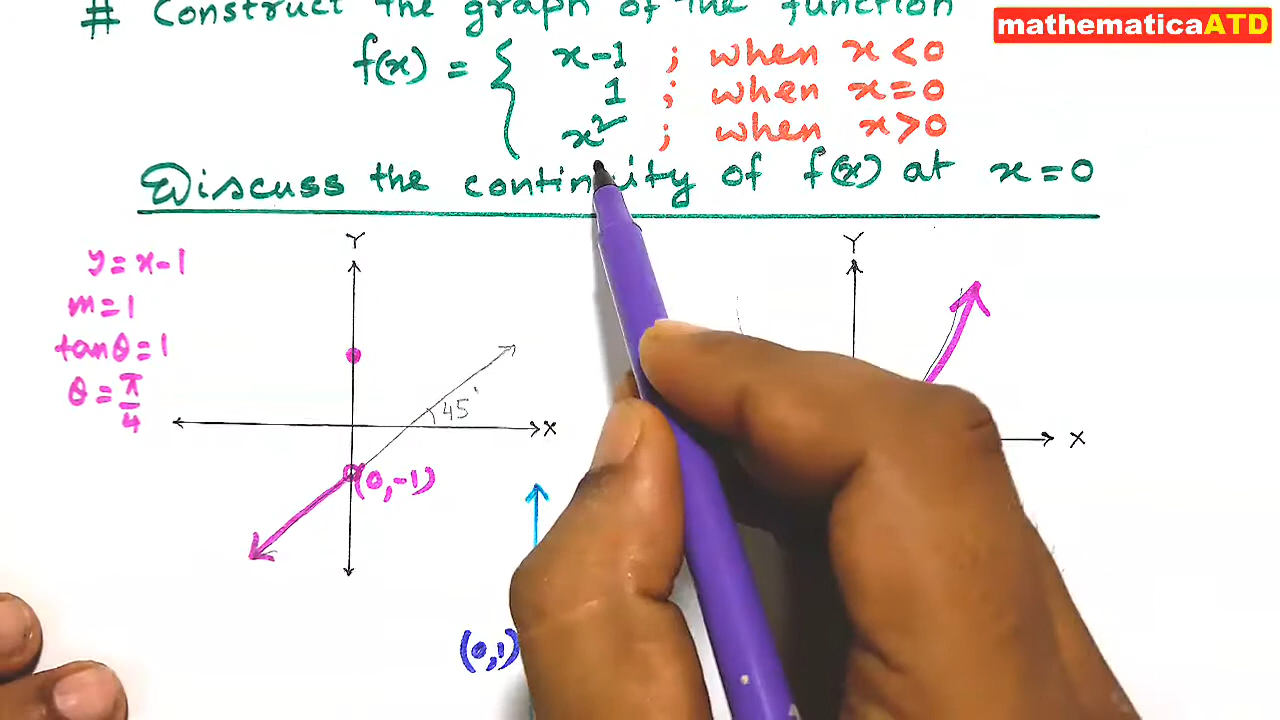 # Construct the graph of the function
mathematicaATD
f(x) = { x-1 ; when x<0
1 ; when x=0
x² ; when x>0
Discuss the continuity of f(x) at x=0
Y
Y
y = x-1
m = 1
tanθ = 1
θ = π/4
45°
X
X
(0,-1)
(0,1)